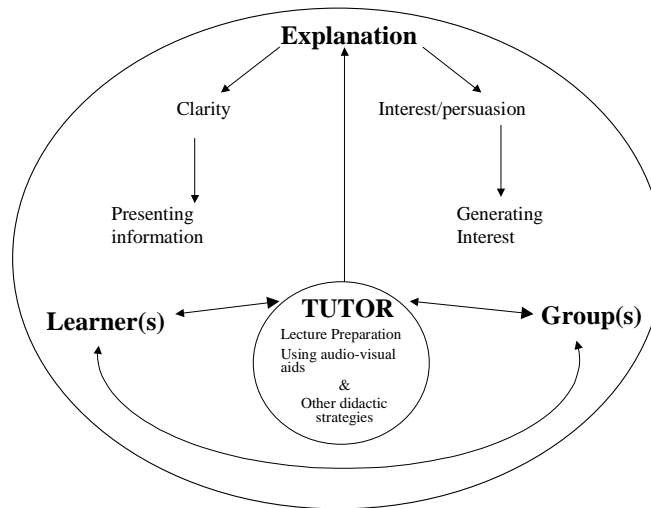 Explanation
Clarity
Interest/persuasion
Presenting
information
Generating
Interest
Learner(s)
TUTOR
Lecture Preparation
Using audio-visual
aids
&
Other didactic
strategies
Group(s)